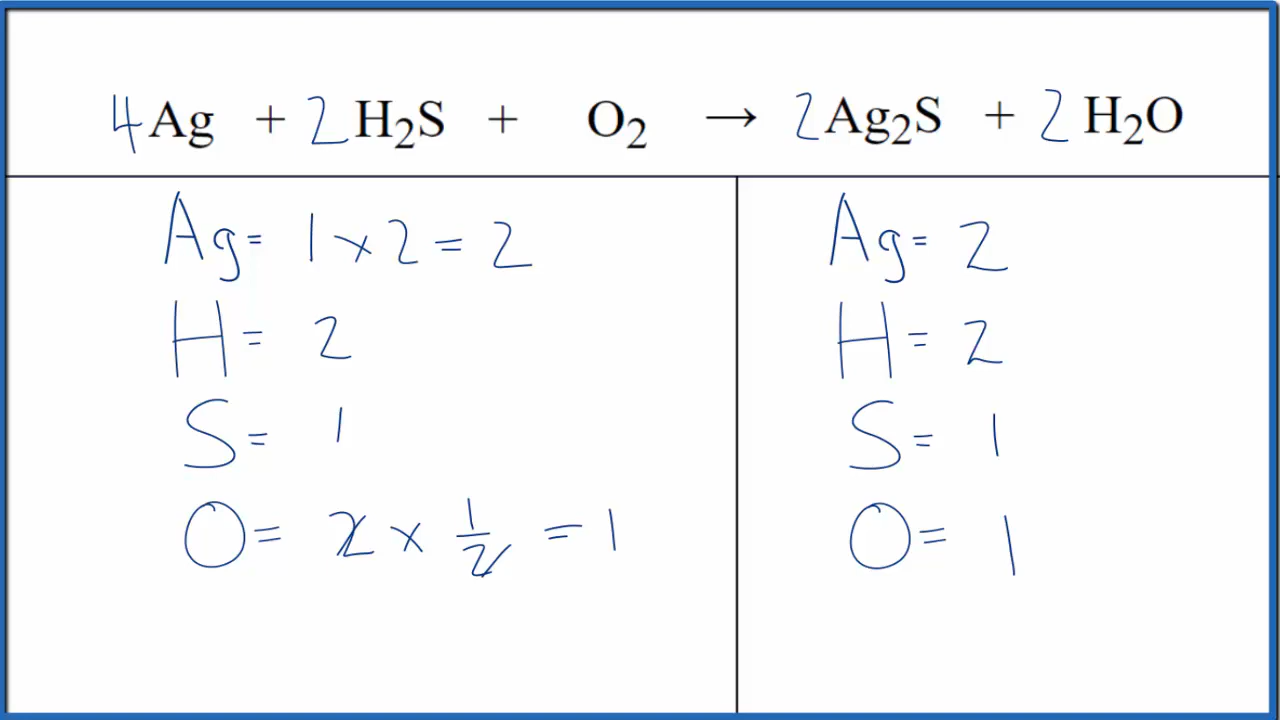 4Ag + 2H₂S + O₂ → 2Ag₂S + 2H₂O
Ag = 1 × 2 = 2
H = 2
S = 1
O = 2 × 1/2 = 1
Ag = 2
H = 2
S = 1
O = 1